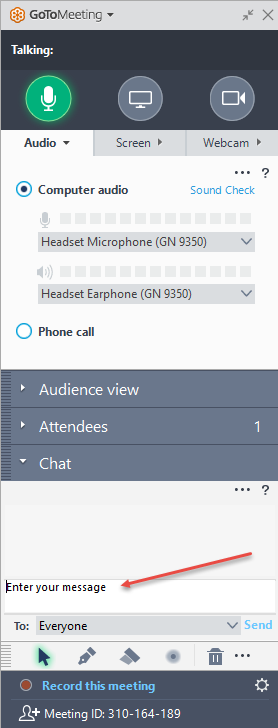 GoToMeeting
Talking:
Audio
Screen
Webcam
?
Computer audio
Sound Check
Headset Microphone (GN 9350)
Headset Earphone (GN 9350)
Phone call
Audience view
Attendees 1
Chat
?
Enter your message
To: Everyone Send
Record this meeting
Meeting ID: 310-164-189